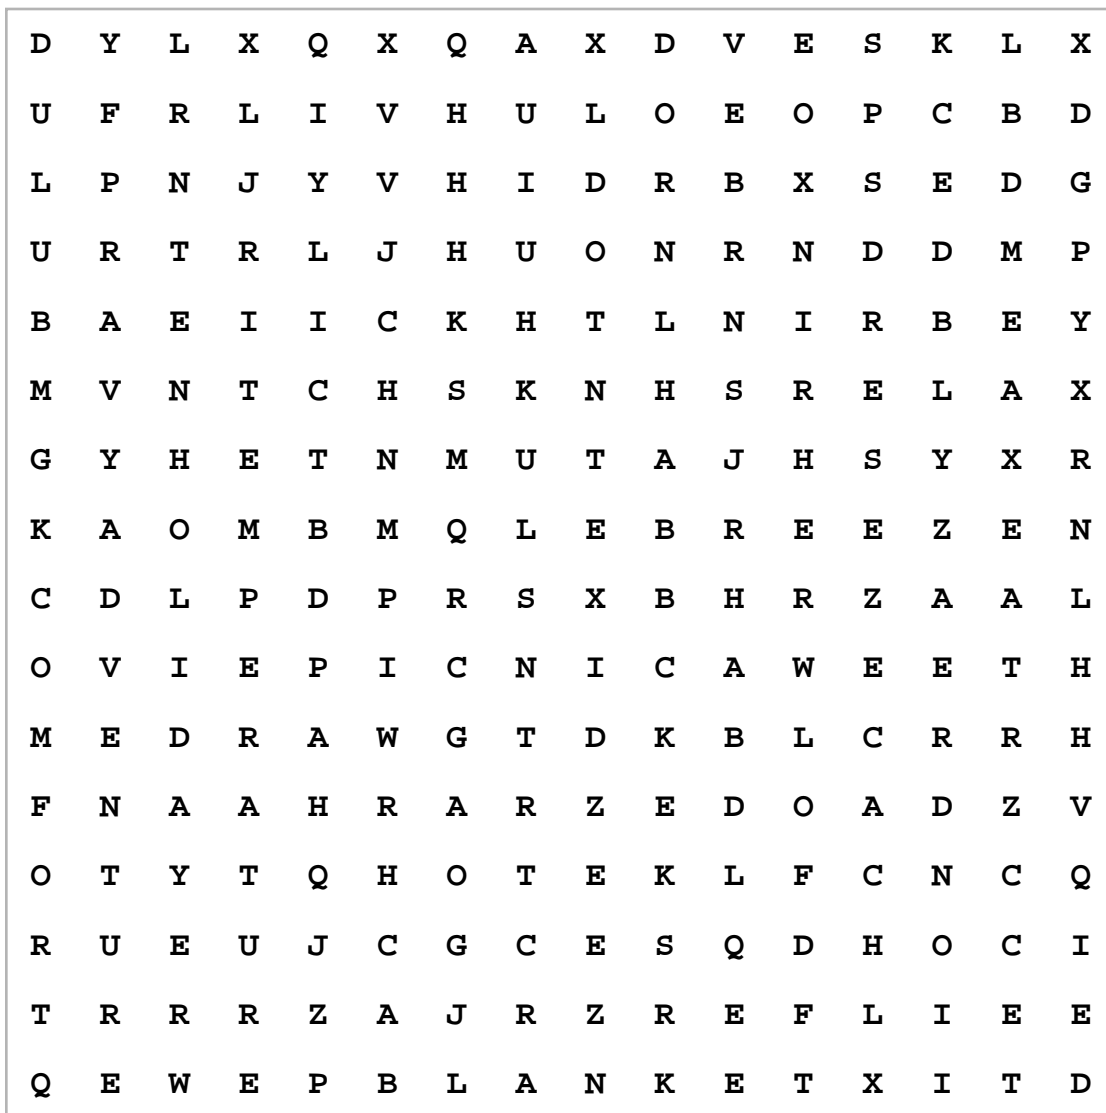 D Y L X Q X Q A X D V E S K L X
U F R L I V H U L O E O P C B D
L P N J Y V H I D R B X S E D G
U R T R L J H U O N R N D D M P
B A E I I C K H T L N I R B E Y
M V N T C H S K N H S R E L A X
G Y H E T N M U T A J H S Y X R
K A O M B M Q L E B R E E Z E N
C D L P D P R S X B H R Z A A L
O V I E P I C N I C A W E E T H
M E D R A W G T D K B L C R R H
F N A A H R A R Z E D O A D Z V
O T Y T Q H O T E K L F C N C Q
R U E U J C G C E S Q D H O C I
T R R R Z A J R Z R E F L I E E
Q E W E P B L A N K E T X I T D